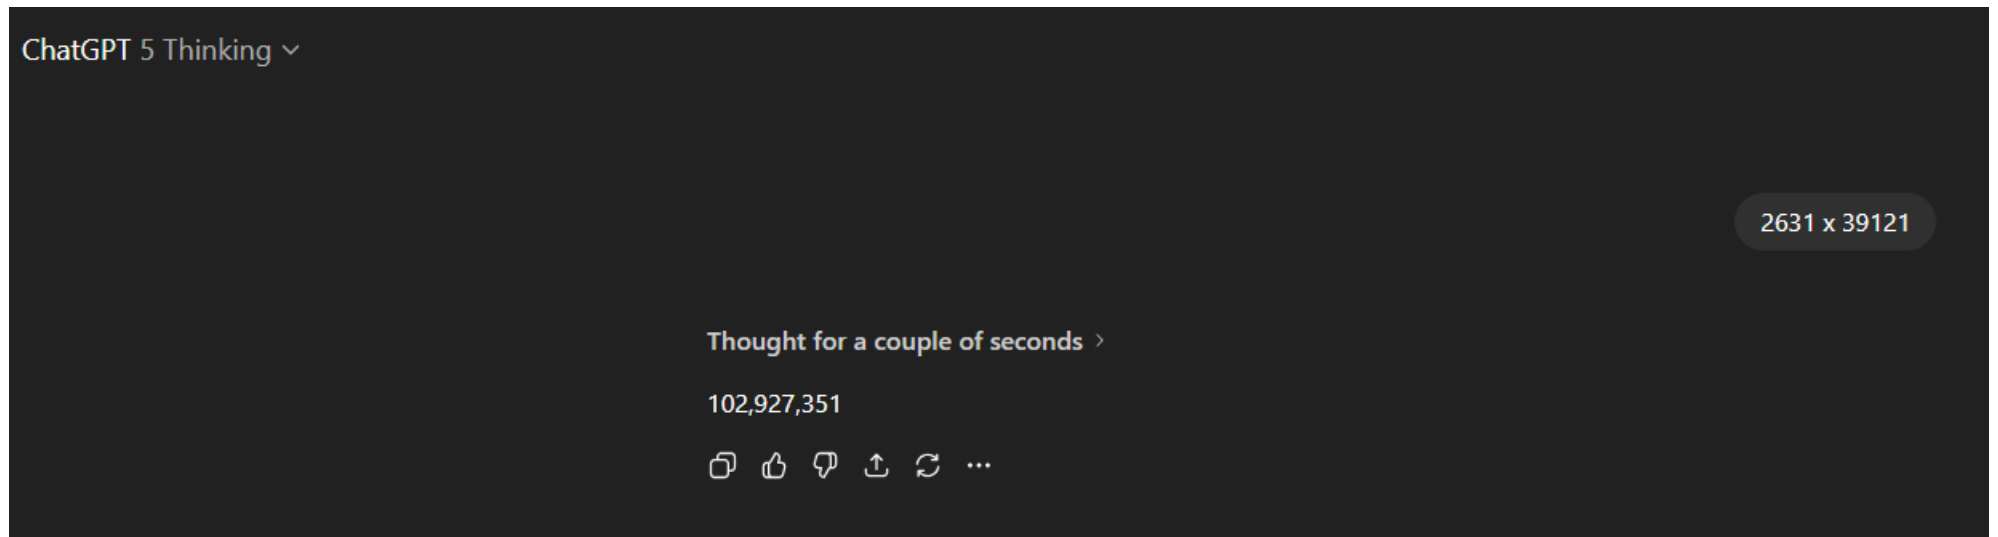 ChatGPT 5 Thinking
2631 x 39121
Thought for a couple of seconds
102,927,351